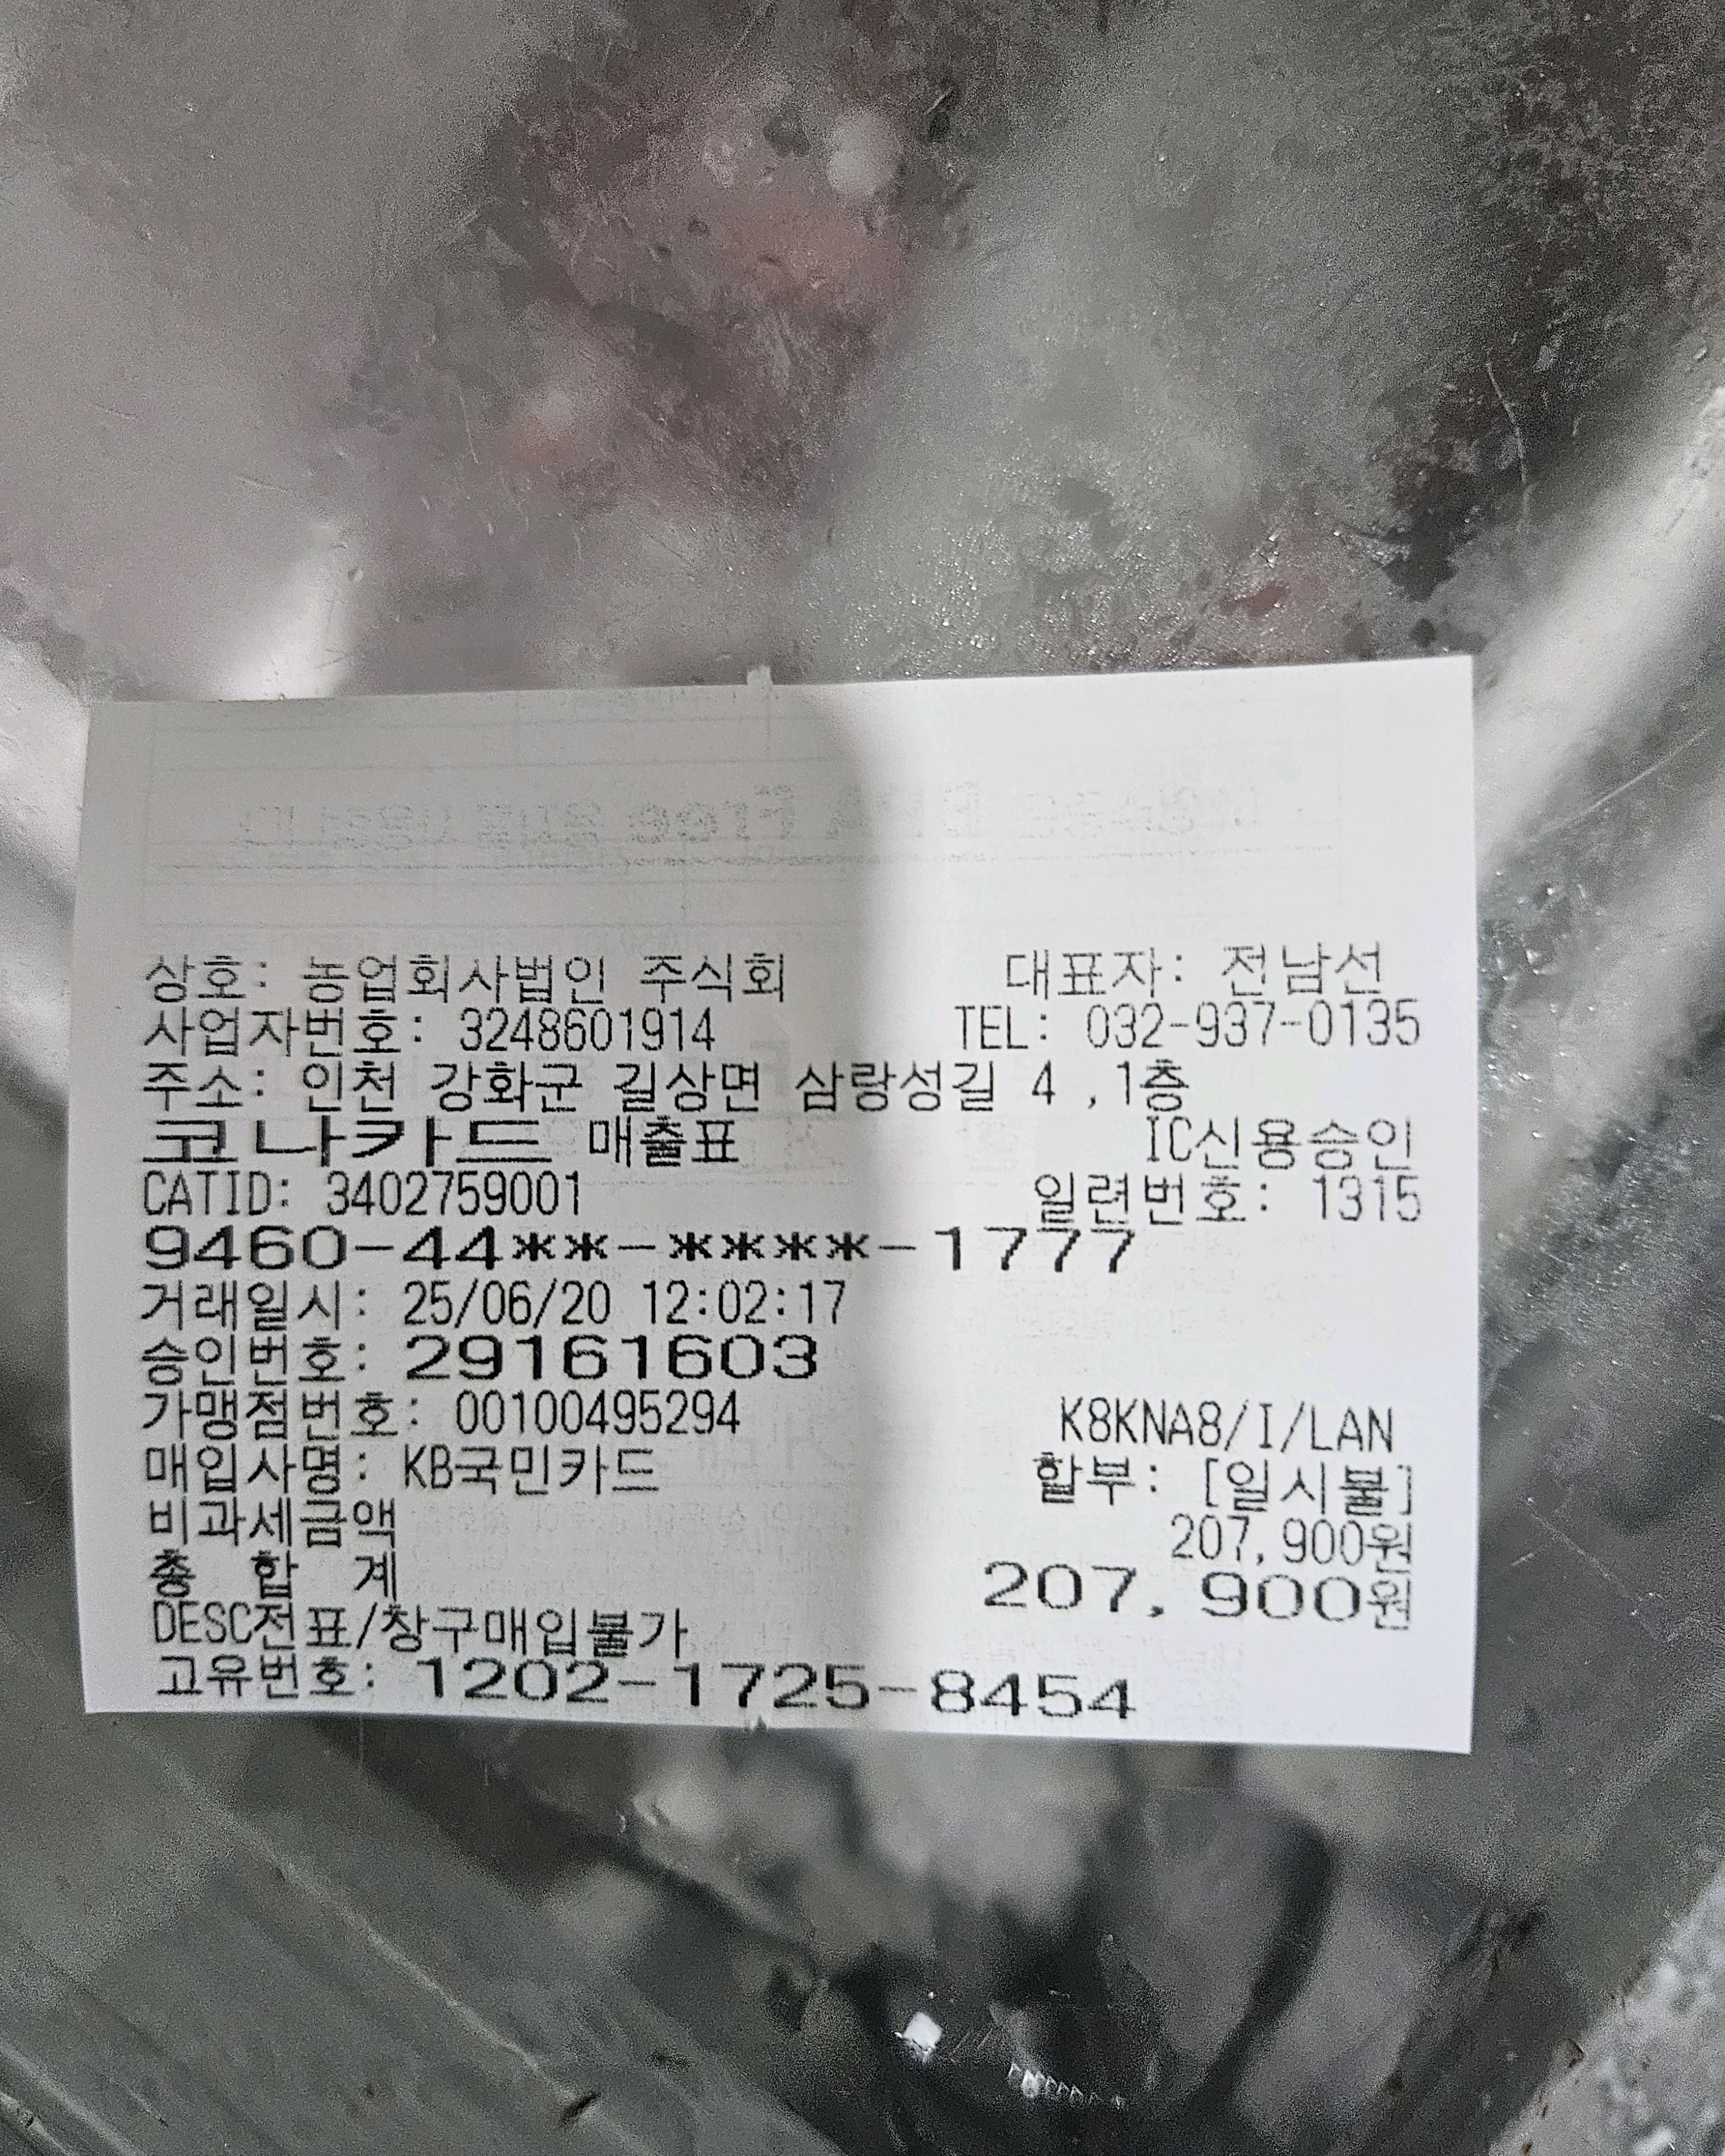 상호: 농업회사법인 주식회 대표자: 전남선
사업자번호: 3248601914 TEL: 032-937-0135
주소: 인천 강화군 길상면 삼랑성길 4 ,1층
코나카드 매출표 IC신용승인
CATID: 3402759001 일련번호: 1315
9460-44**-****-1777
거래일시: 25/06/20 12:02:17
승인번호: 29161603
가맹점번호: 00100495294 K8KNA8/I/LAN
매입사명: KB국민카드 할부: [일시불]
비과세금액 207,900원
총 합 계 207,900원
DESC전표/창구매입불가
고유번호: 1202-1725-8454